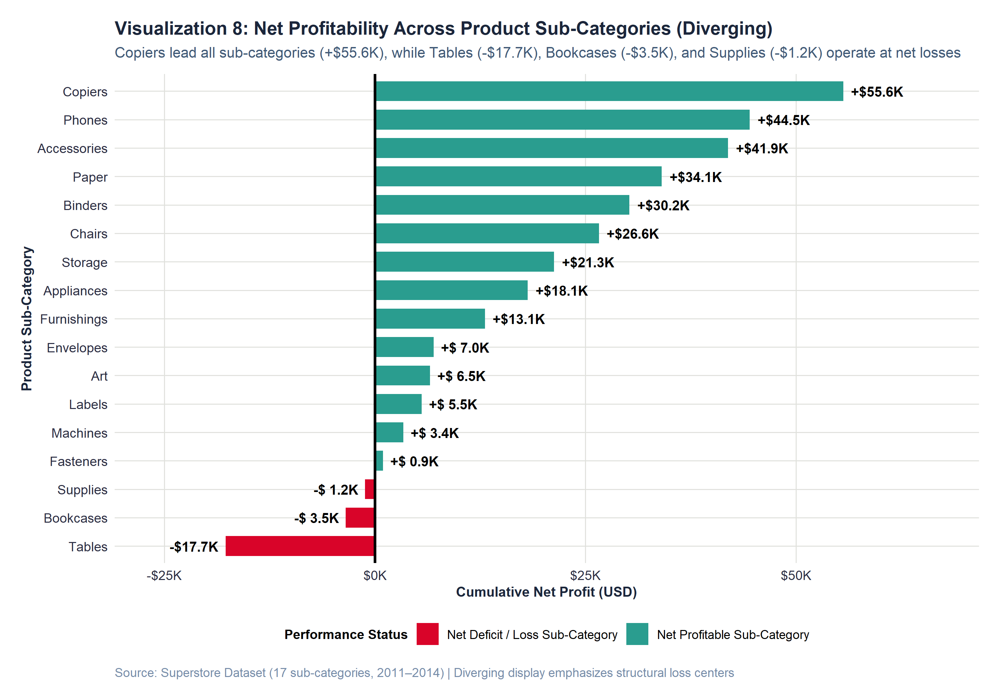 Visualization 8: Net Profitability Across Product Sub-Categories (Diverging)
Copiers lead all sub-categories (+$55.6K), while Tables (-$17.7K), Bookcases (-$3.5K), and Supplies (-$1.2K) operate at net losses
Product Sub-Category
Copiers +$55.6K
Phones +$44.5K
Accessories +$41.9K
Paper +$34.1K
Binders +$30.2K
Chairs +$26.6K
Storage +$21.3K
Appliances +$18.1K
Furnishings +$13.1K
Envelopes +$ 7.0K
Art +$ 6.5K
Labels +$ 5.5K
Machines +$ 3.4K
Fasteners +$ 0.9K
Supplies -$ 1.2K
Bookcases -$ 3.5K
Tables -$17.7K
-$25K $0K $25K $50K
Cumulative Net Profit (USD)
Performance Status Net Deficit / Loss Sub-Category Net Profitable Sub-Category
Source: Superstore Dataset (17 sub-categories, 2011–2014) | Diverging display emphasizes structural loss centers